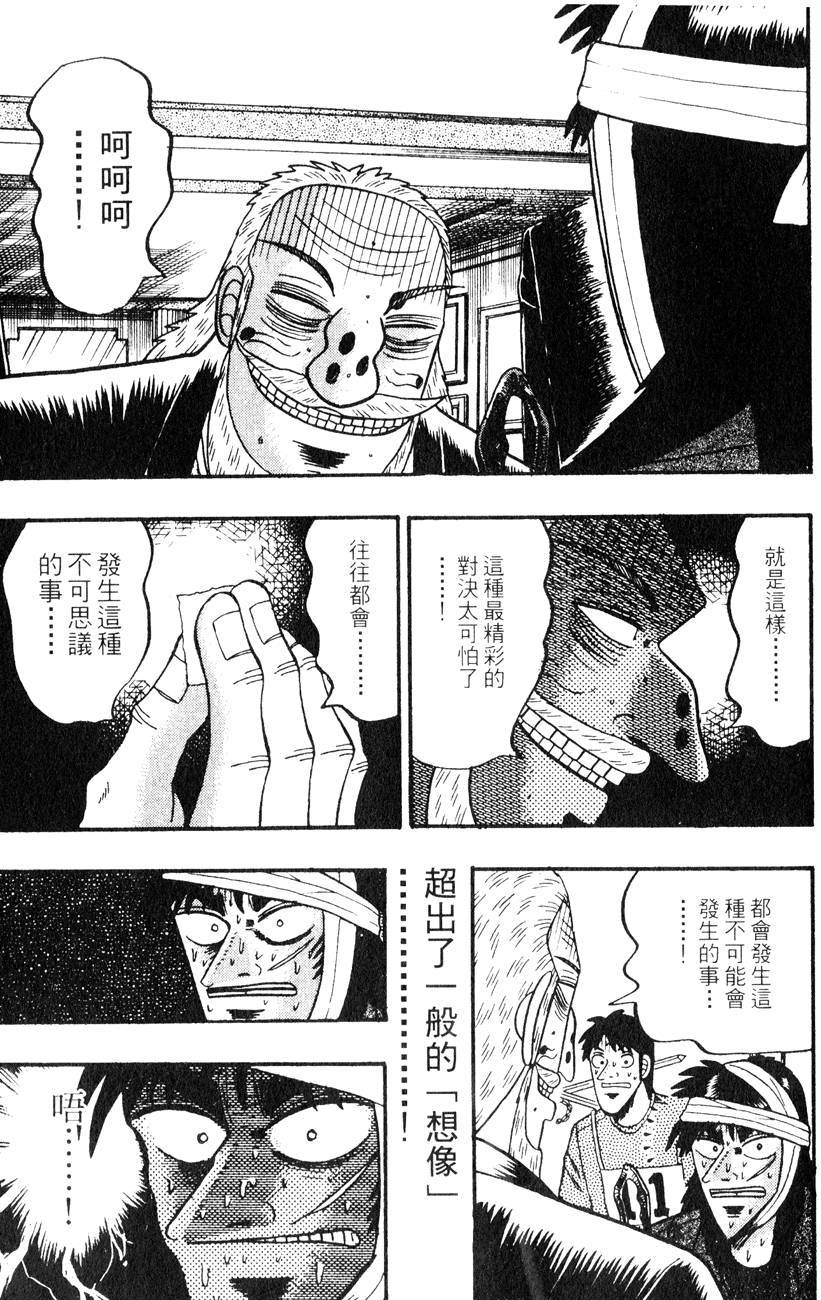 呵呵呵
……！
就是這樣……
這種最精彩的
對決太可怕了
……！
往往都會……
發生這種
不可思議
的事……
都會發生這
種不可能會
發生的事…
……！
11
超出了一般的「想像」
…………！
唔……！